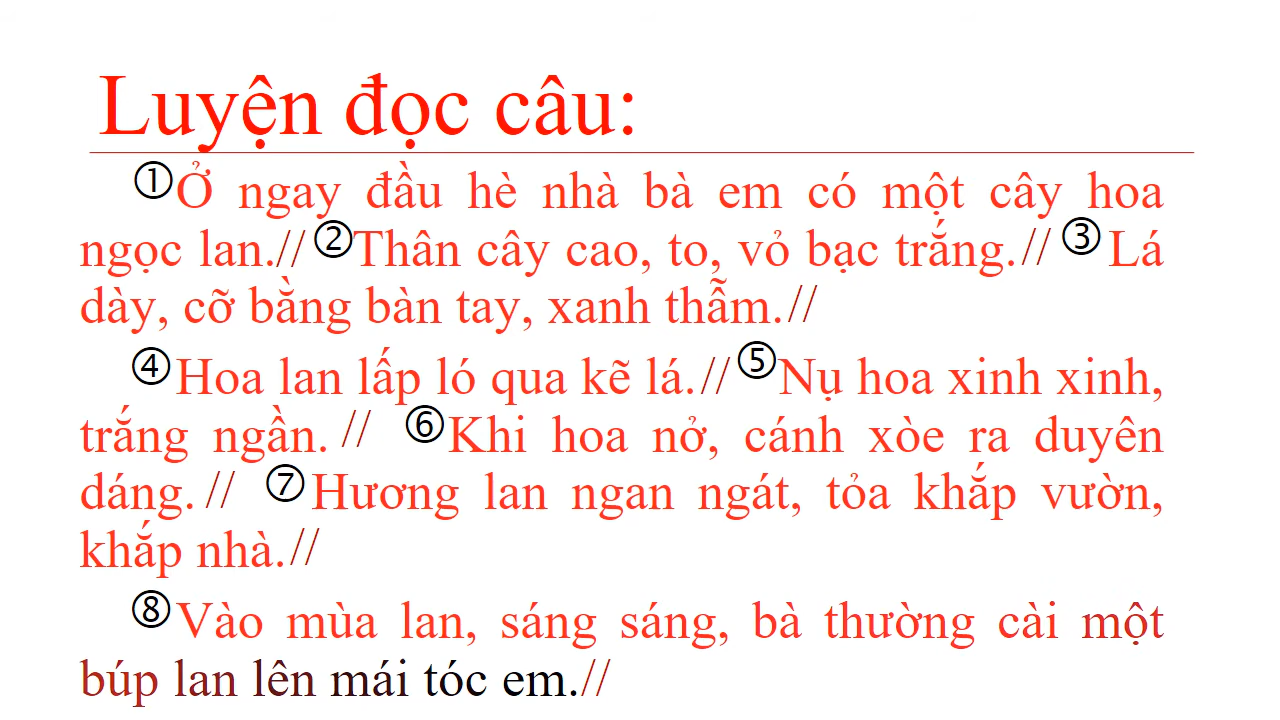 Luyện đọc câu:
①Ở ngay đầu hè nhà bà em có một cây hoa
ngọc lan.// ②Thân cây cao, to, vỏ bạc trắng.// ③Lá
dày, cỡ bằng bàn tay, xanh thẫm.//
④Hoa lan lấp ló qua kẽ lá.// ⑤Nụ hoa xinh xinh,
trắng ngần. // ⑥Khi hoa nở, cánh xòe ra duyên
dáng. // ⑦Hương lan ngan ngát, tỏa khắp vườn,
khắp nhà.//
⑧Vào mùa lan, sáng sáng, bà thường cài một
búp lan lên mái tóc em.//